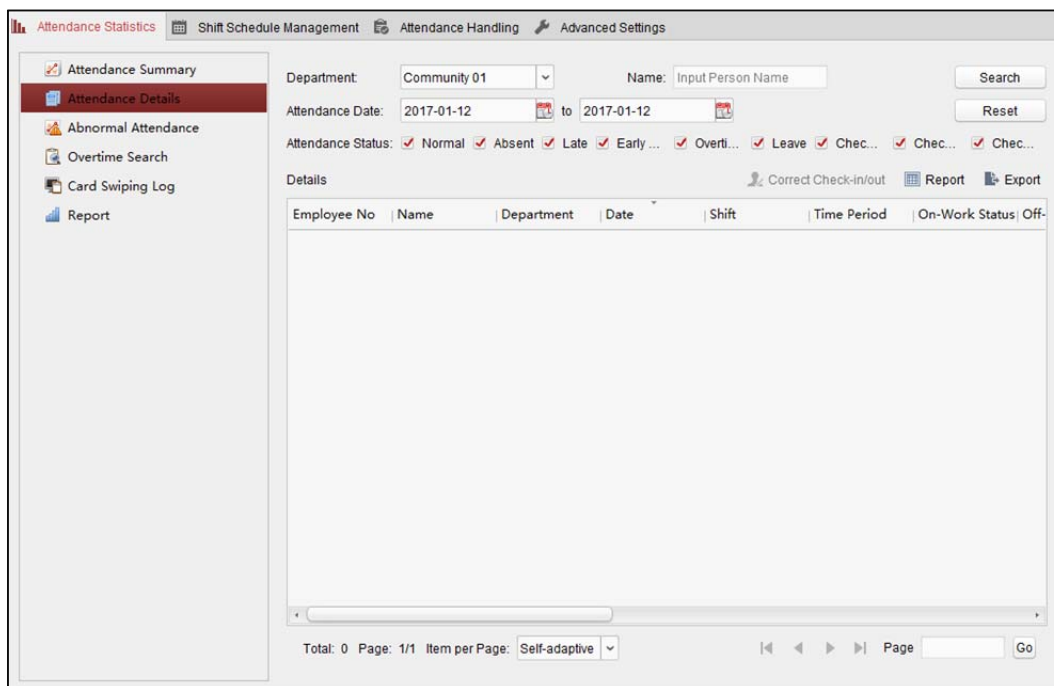 Attendance Statistics Shift Schedule Management Attendance Handling Advanced Settings
Attendance Summary
Attendance Details
Abnormal Attendance
Overtime Search
Card Swiping Log
Report
Department: Community 01 Name: Input Person Name Search
Attendance Date: 2017-01-12 to 2017-01-12 Reset
Attendance Status: Normal Absent Late Early ... Overti... Leave Chec... Chec... Chec...
Details Correct Check-in/out Report Export
Employee No Name Department Date Shift Time Period On-Work Status Off-
Total: 0 Page: 1/1 Item per Page: Self-adaptive Page Go